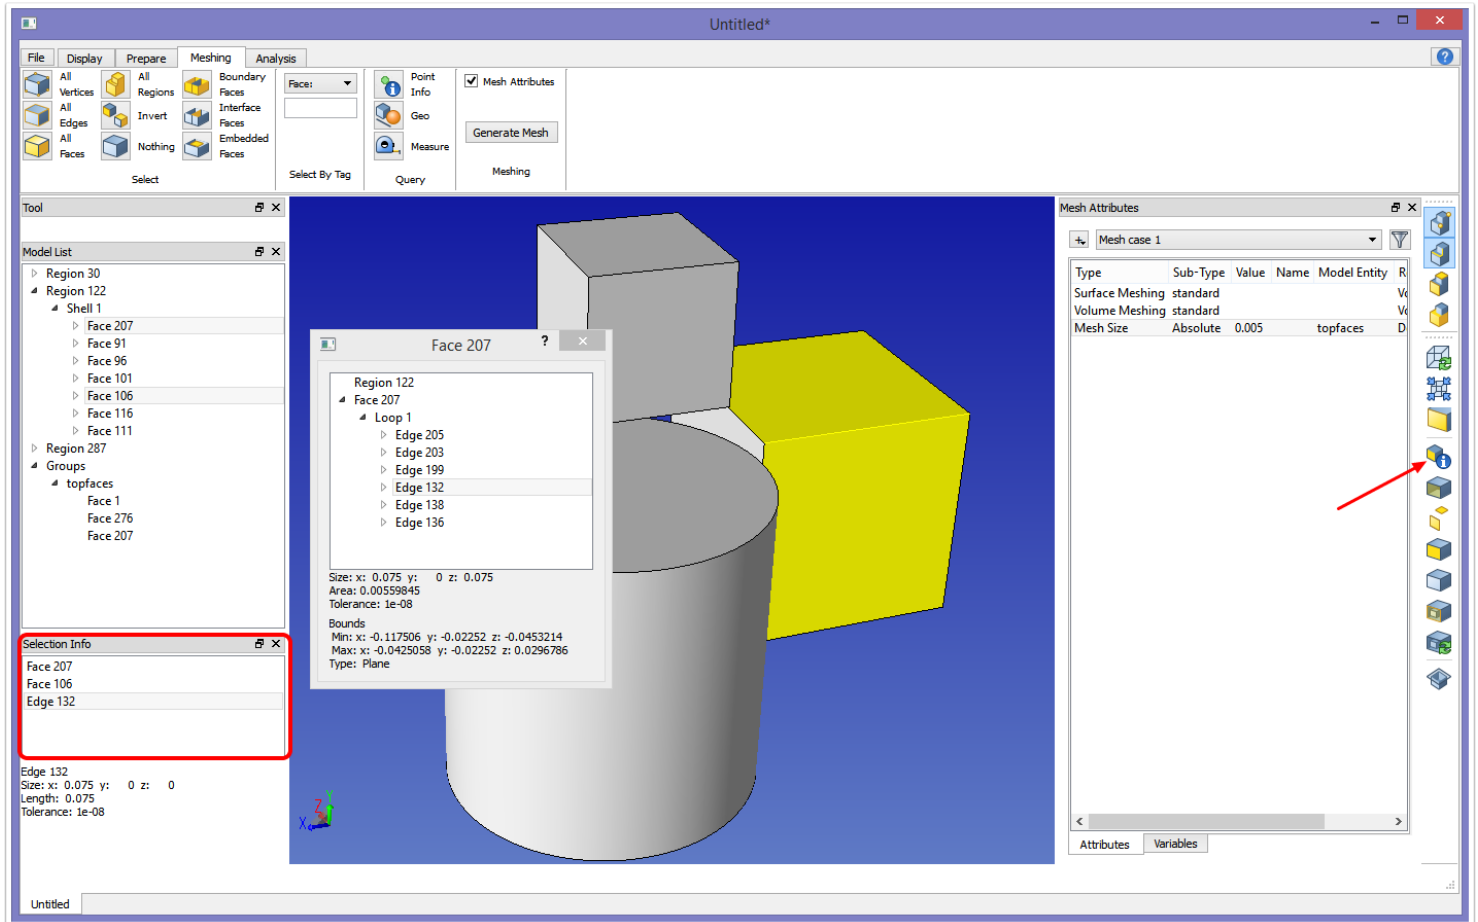 Untitled*
File Display Prepare Meshing Analysis
All Vertices
All Regions
Boundary Faces
All Edges
Invert
Interface Faces
All Faces
Nothing
Embedded Faces
Select
Face:
Select By Tag
Point Info
Geo
Measure
Query
Mesh Attributes
Generate Mesh
Meshing
Tool
Model List
Region 30
Region 122
Shell 1
Face 207
Face 91
Face 96
Face 101
Face 106
Face 116
Face 111
Region 287
Groups
topfaces
Face 1
Face 276
Face 207
Selection Info
Face 207
Face 106
Edge 132
Edge 132
Size: x: 0.075 y: 0 z: 0
Length: 0.075
Tolerance: 1e-08
Face 207 ?
Region 122
Face 207
Loop 1
Edge 205
Edge 203
Edge 199
Edge 132
Edge 138
Edge 136
Size: x: 0.075 y: 0 z: 0.075
Area: 0.00559845
Tolerance: 1e-08
Bounds
Min: x: -0.117506 y: -0.02252 z: -0.0453214
Max: x: -0.0425058 y: -0.02252 z: 0.0296786
Type: Plane
X Z Y
Mesh Attributes
Mesh case 1
Type Sub-Type Value Name Model Entity R
Surface Meshing standard
Volume Meshing standard
Mesh Size Absolute 0.005 topfaces D
Attributes Variables
Untitled